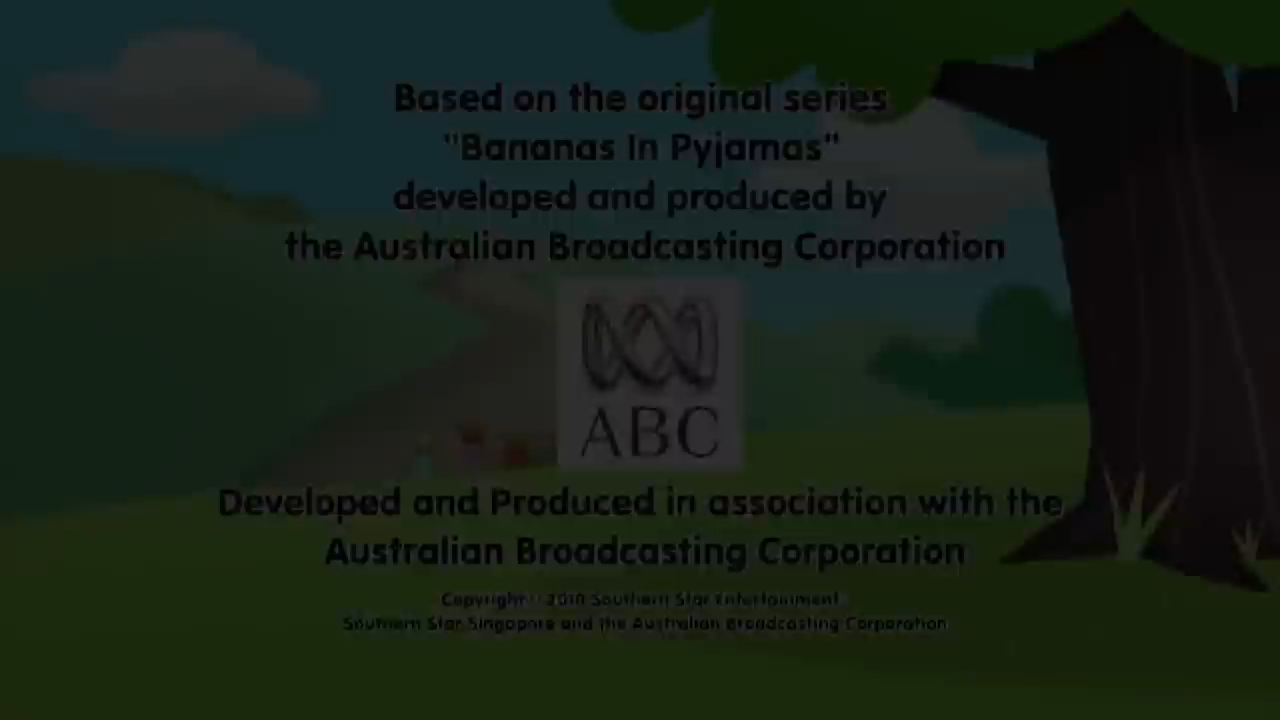 Based on the original series
"Bananas In Pyjamas"
developed and produced by
the Australian Broadcasting Corporation
ABC
Developed and Produced in association with the
Australian Broadcasting Corporation
Copyright 2010 Southern Star Entertainment
Southern Star Singapore and the Australian Broadcasting Corporation